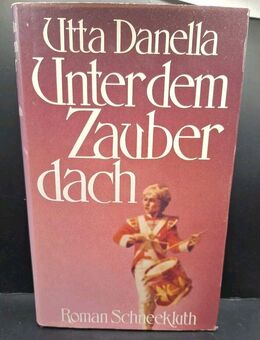 Utta Danella
Unter dem
Zauber
dach
Roman Schneekluth